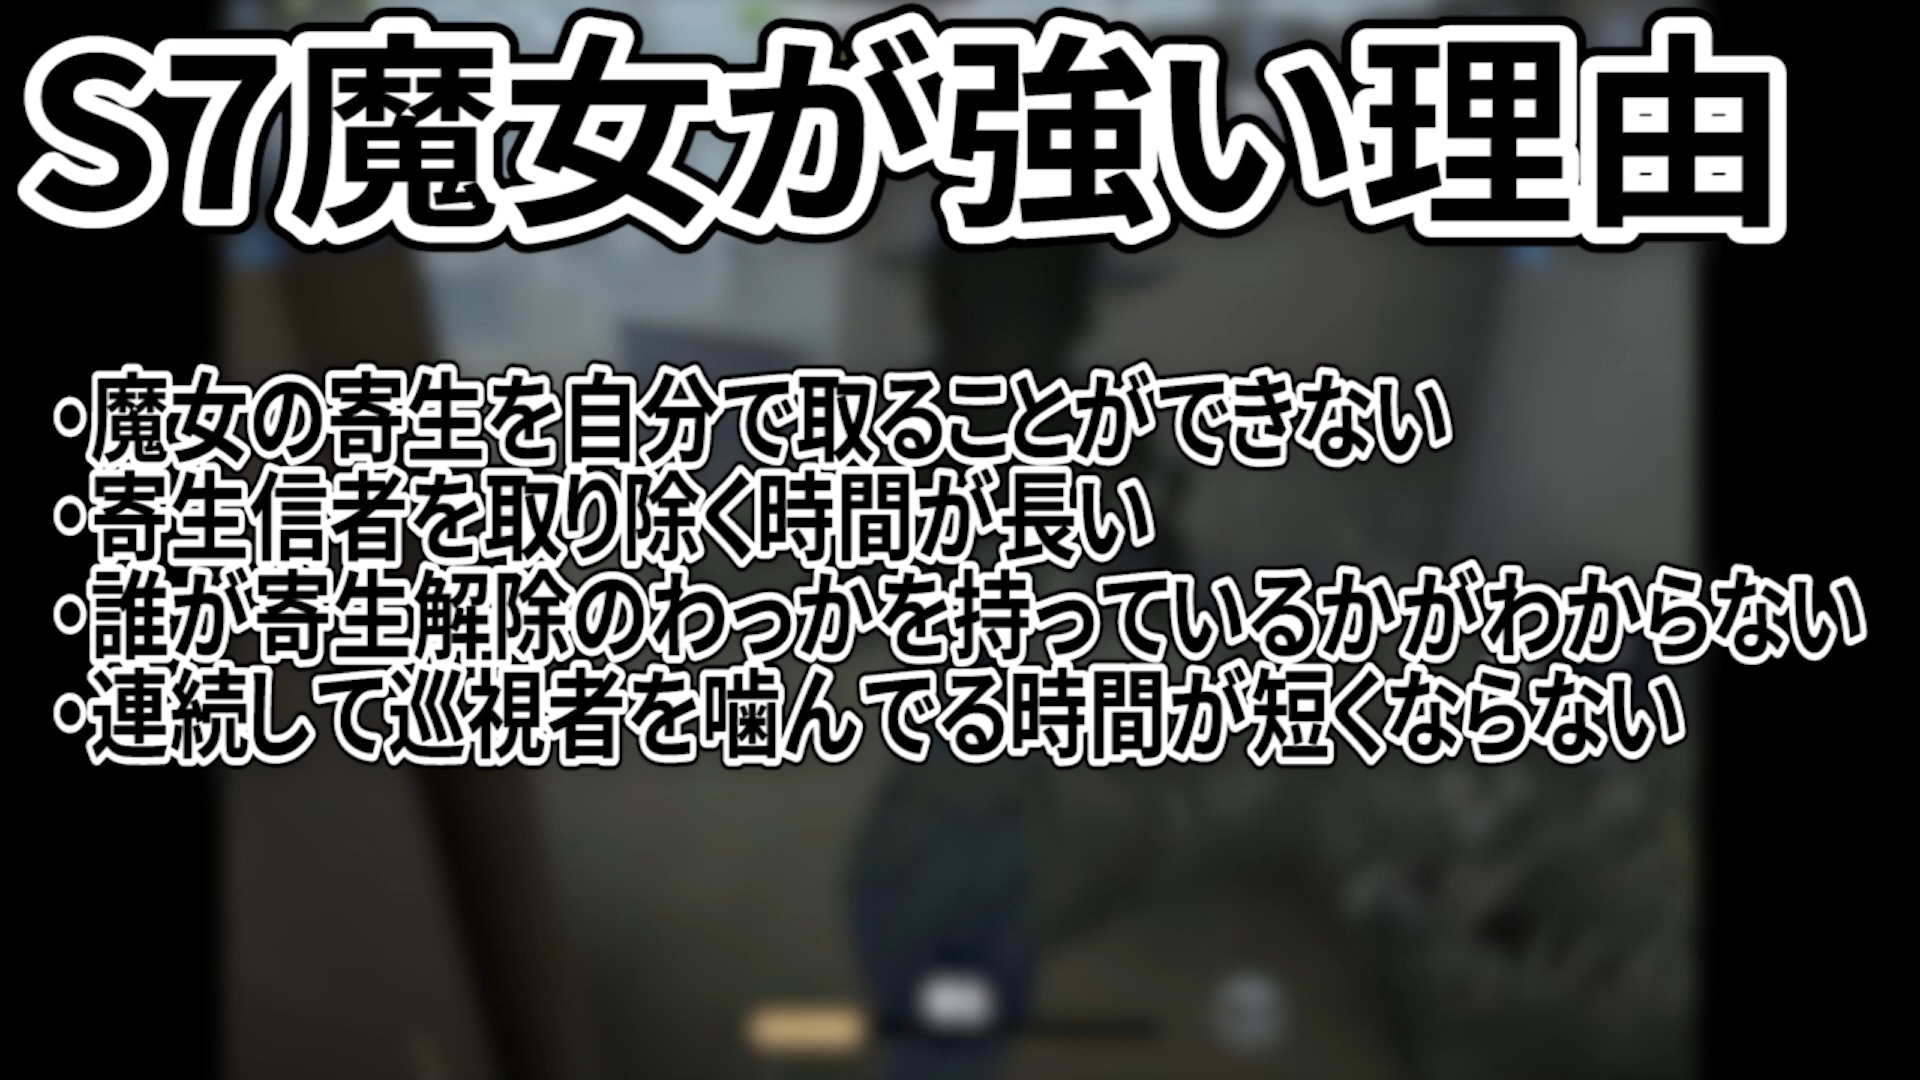 S7魔女が強い理由
・魔女の寄生を自分で取ることができない
・寄生信者を取り除く時間が長い
・誰が寄生解除のわっかを持っているかがわからない
・連続して巡視者を噛んでる時間が短くならない